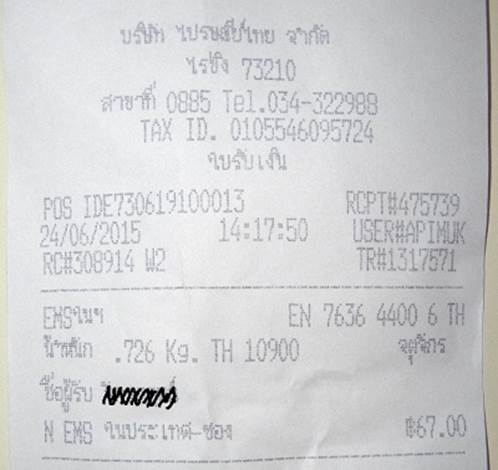 บริษัท ไปรษณีย์ไทย จำกัด
ไร่ขิง 73210
สาขาที่ 0885 Tel.034-322988
TAX ID. 0105546095724
ใบรับเงิน
POS IDE730619100013 RCPT#475739
24/06/2015 14:17:50 USER#APIMUK
RC#308914 W2 TR#1317571
EMSในฯ EN 7636 4400 6 TH
น้ำหนัก .726 Kg. TH 10900 จตุจักร
ชื่อผู้รับ
N EMS ในประเทศ-ซอง ฿67.00